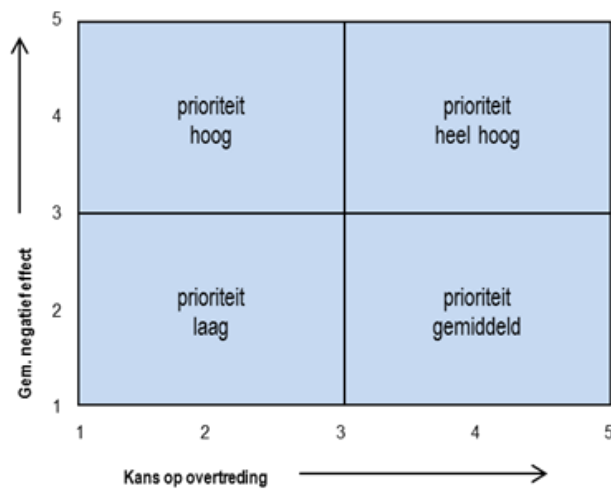 5
prioriteit
hoog
prioriteit
heel hoog
4
3
prioriteit
laag
prioriteit
gemiddeld
2
1
Gem. negatief effect
1 2 3 4 5
Kans op overtreding